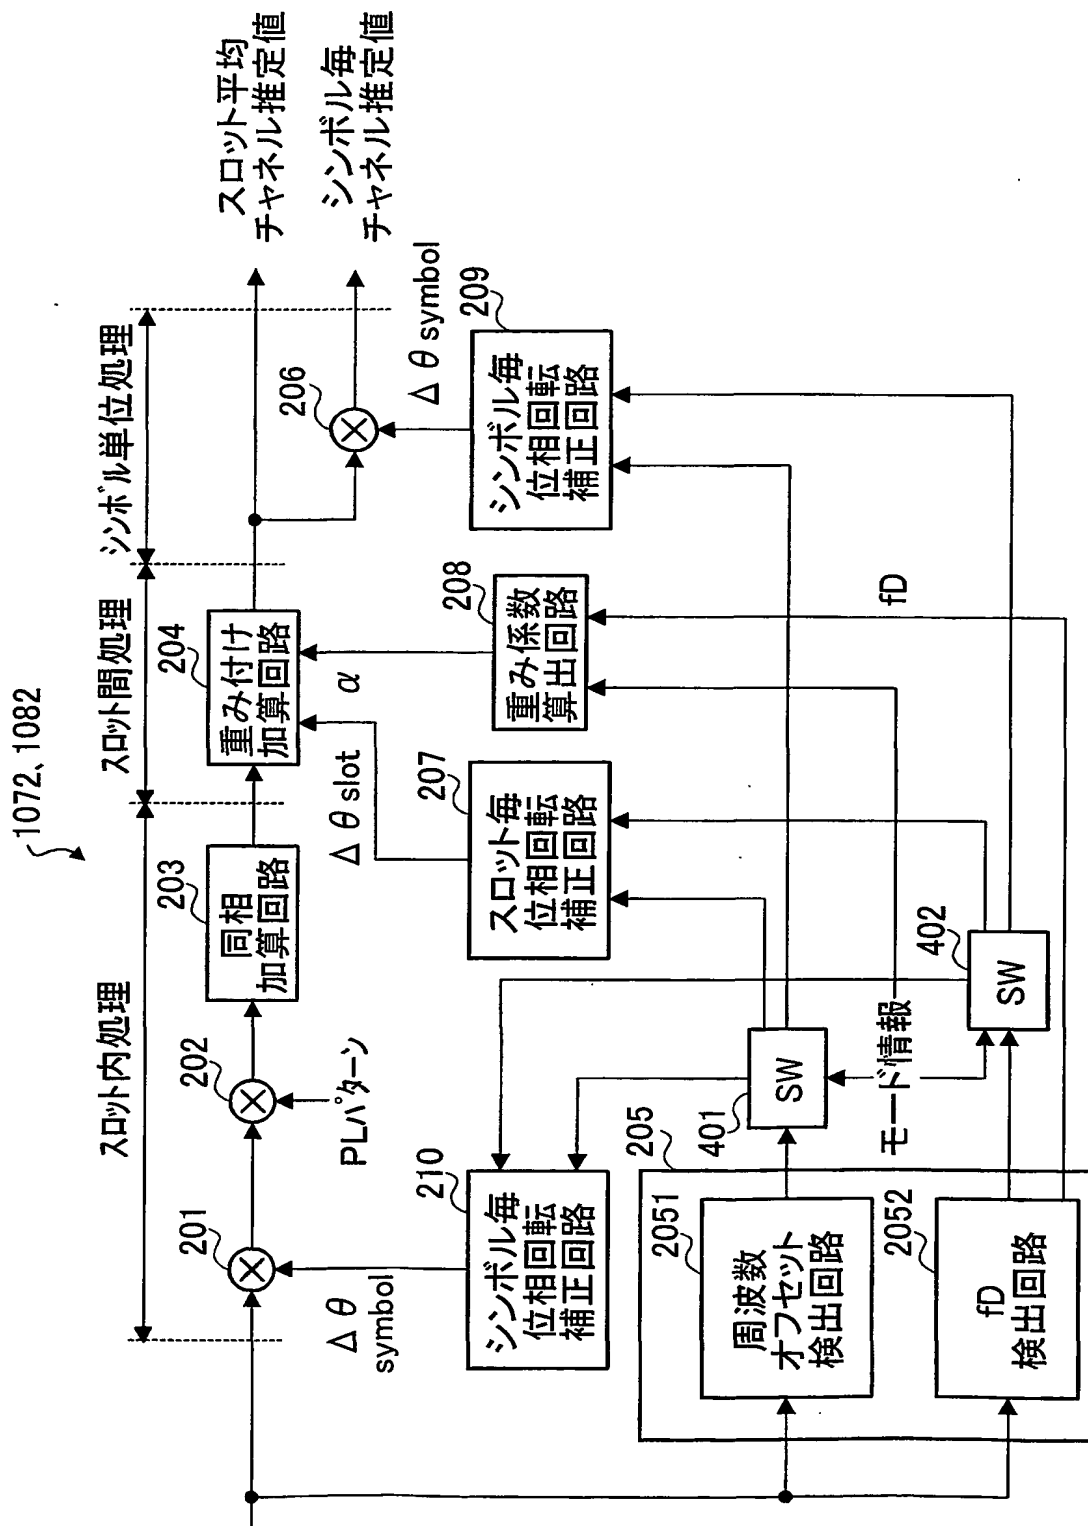 1072、1082
スロット内処理
スロット間処理
シンボル単位処理
201
202
PLパターン
203
同相
加算回路
204
重み付け
加算回路
スロット平均
チャネル推定値
206
シンボル毎
チャネル推定値
Δθ
symbol
Δθ slot
α
Δθ symbol
210
シンボル毎
位相回転
補正回路
207
スロット毎
位相回転
補正回路
208
重み係数
算出回路
209
シンボル毎
位相回転
補正回路
205
2051
周波数
オフセット
検出回路
401
SW
モード情報
fD
2052
fD
検出回路
402
SW